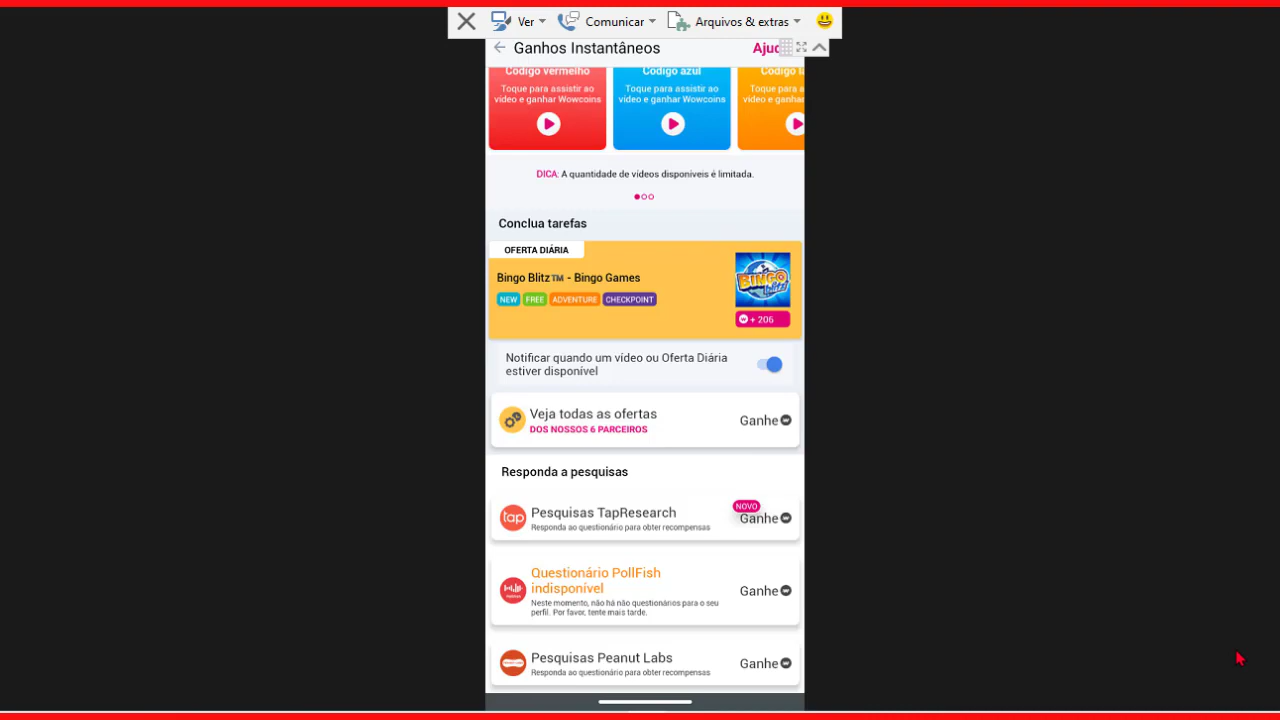 Ver
Comunicar
Arquivos & extras
Ganhos Instantâneos
Código vermelho
Toque para assistir ao
vídeo e ganhar Wowcoins
Código azul
Toque para assistir ao
vídeo e ganhar Wowcoins
Código
Toque para
vídeo e ganhar
DICA: A quantidade de vídeos disponíveis é limitada.
Conclua tarefas
OFERTA DIÁRIA
Bingo Blitz™ - Bingo Games
NEW FREE ADVENTURE CHECKPOINT
BINGO
Blitz
+ 206
Notificar quando um vídeo ou Oferta Diária
estiver disponível
Veja todas as ofertas
DOS NOSSOS 6 PARCEIROS
Ganhe
Responda a pesquisas
tap
Pesquisas TapResearch
Responda ao questionário para obter recompensas
NOVO
Ganhe
Questionário PollFish
indisponível
Neste momento, não há não questionários para o seu
perfil. Por favor, tente mais tarde.
Ganhe
Pesquisas Peanut Labs
Responda ao questionário para obter recompensas
Ganhe